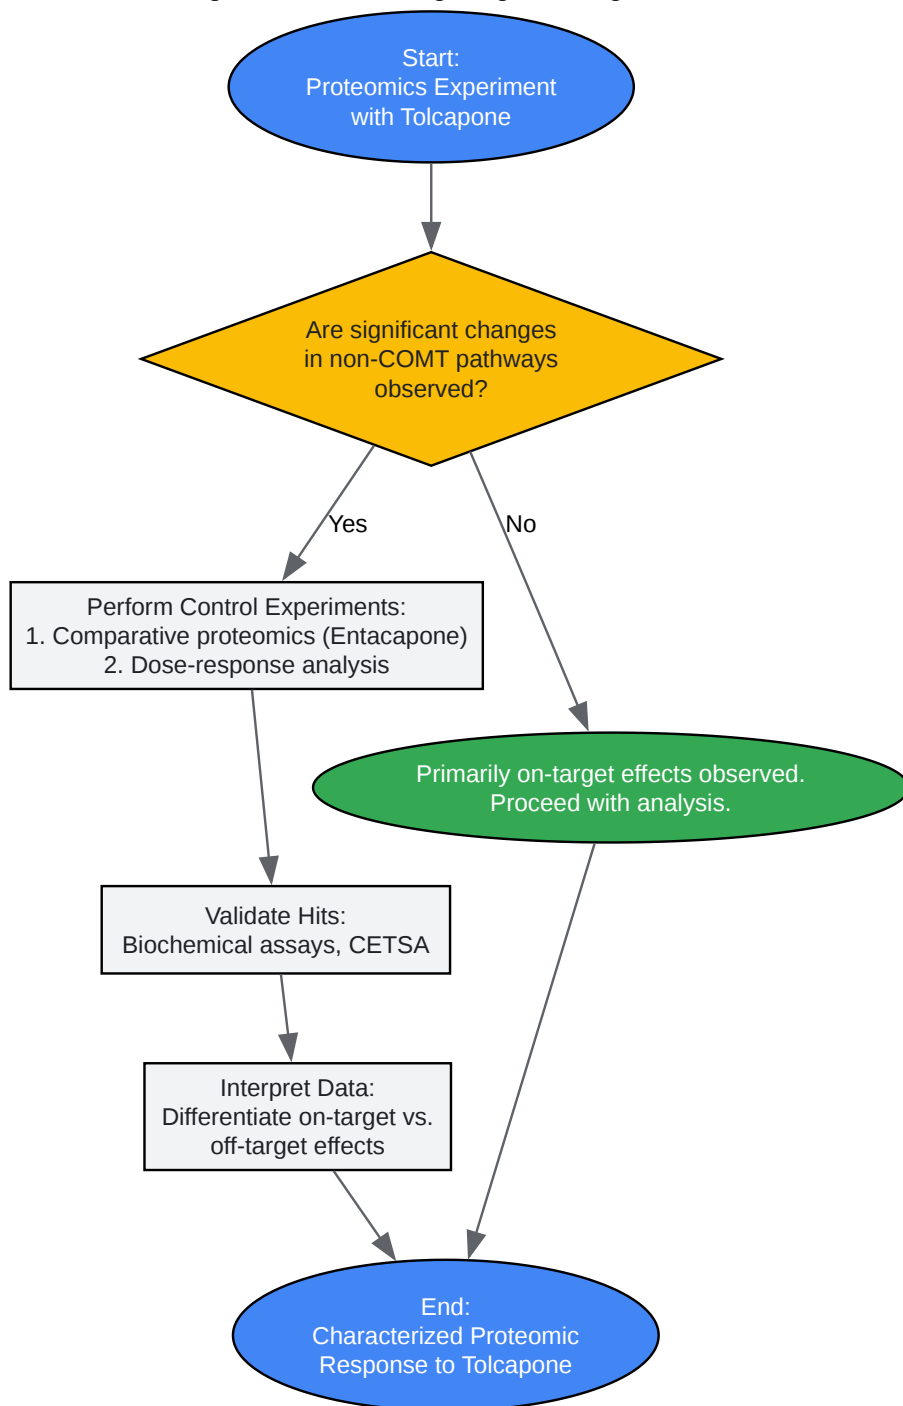 Start:
Proteomics Experiment
with Tolcapone
Are significant changes
in non-COMT pathways
observed?
Yes
No
Perform Control Experiments:
1. Comparative proteomics (Entacapone)
2. Dose-response analysis
Primarily on-target effects observed.
Proceed with analysis.
Validate Hits:
Biochemical assays, CETSA
Interpret Data:
Differentiate on-target vs.
off-target effects
End:
Characterized Proteomic
Response to Tolcapone